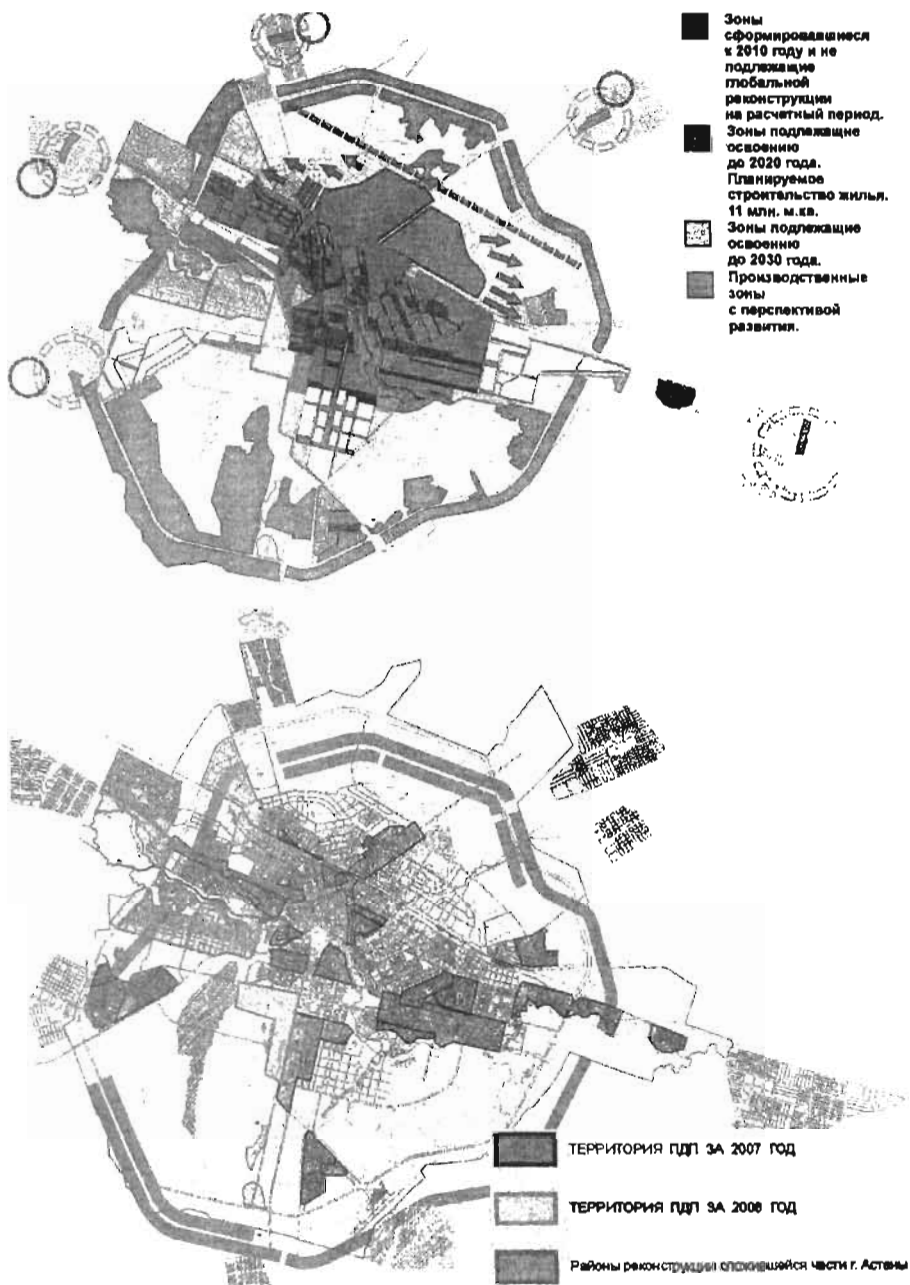 Зоны
сформировавшиеся
к 2010 году и не
подлежащие
глобальной
реконструкции
на расчетный период.
Зоны подлежащие
освоению
до 2020 года.
Планируемое
строительство жилья.
11 млн. м.кв.
Зоны подлежащие
освоению
до 2030 года.
Производственные
зоны
с перспективой
развития.
ТЕРРИТОРИЯ ПДП ЗА 2007 ГОД
ТЕРРИТОРИЯ ПДП ЗА 2008 ГОД
Районы реконструкции сложившейся части г. Астаны